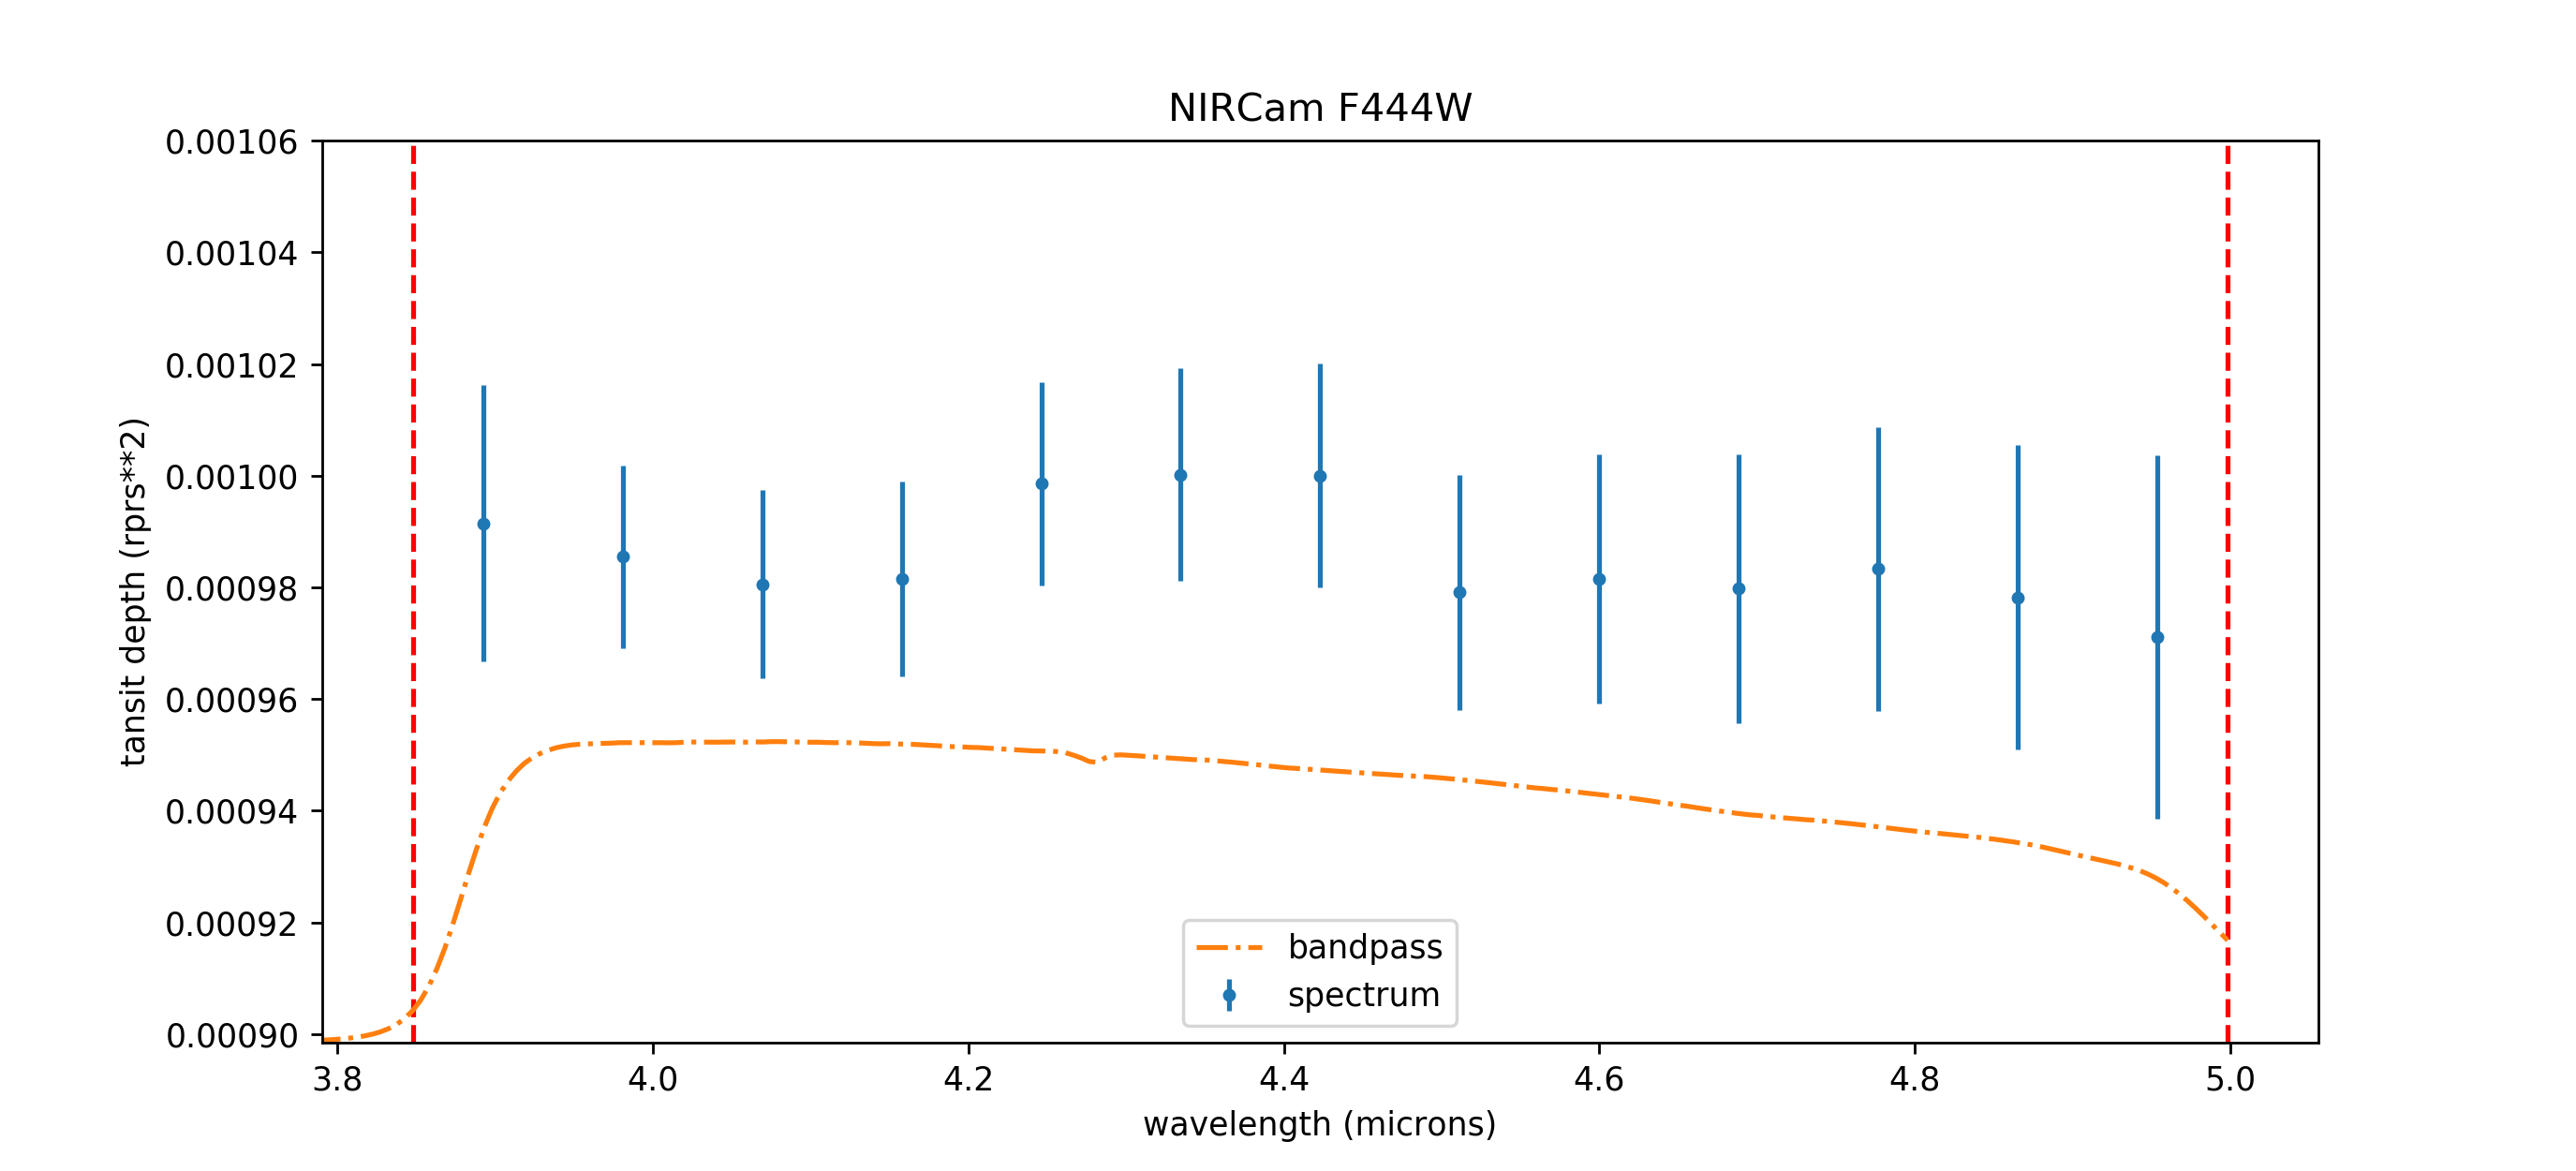 NIRCam F444W
0.00106
0.00104
0.00102
0.00100
0.00098
0.00096
0.00094
0.00092
0.00090
tansit depth (rprs**2)
bandpass
spectrum
3.8 4.0 4.2 4.4 4.6 4.8 5.0
wavelength (microns)